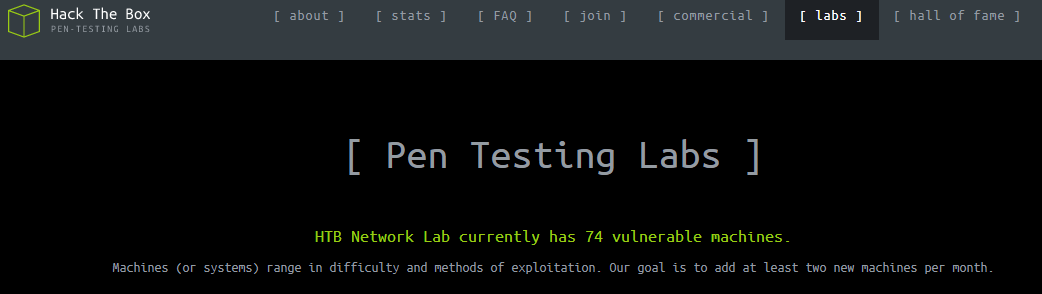 Hack The Box
PEN-TESTING LABS
[ about ] [ stats ] [ FAQ ] [ join ] [ commercial ] [ labs ] [ hall of fame ]
[ Pen Testing Labs ]
HTB Network Lab currently has 74 vulnerable machines.
Machines (or systems) range in difficulty and methods of exploitation. Our goal is to add at least two new machines per month.